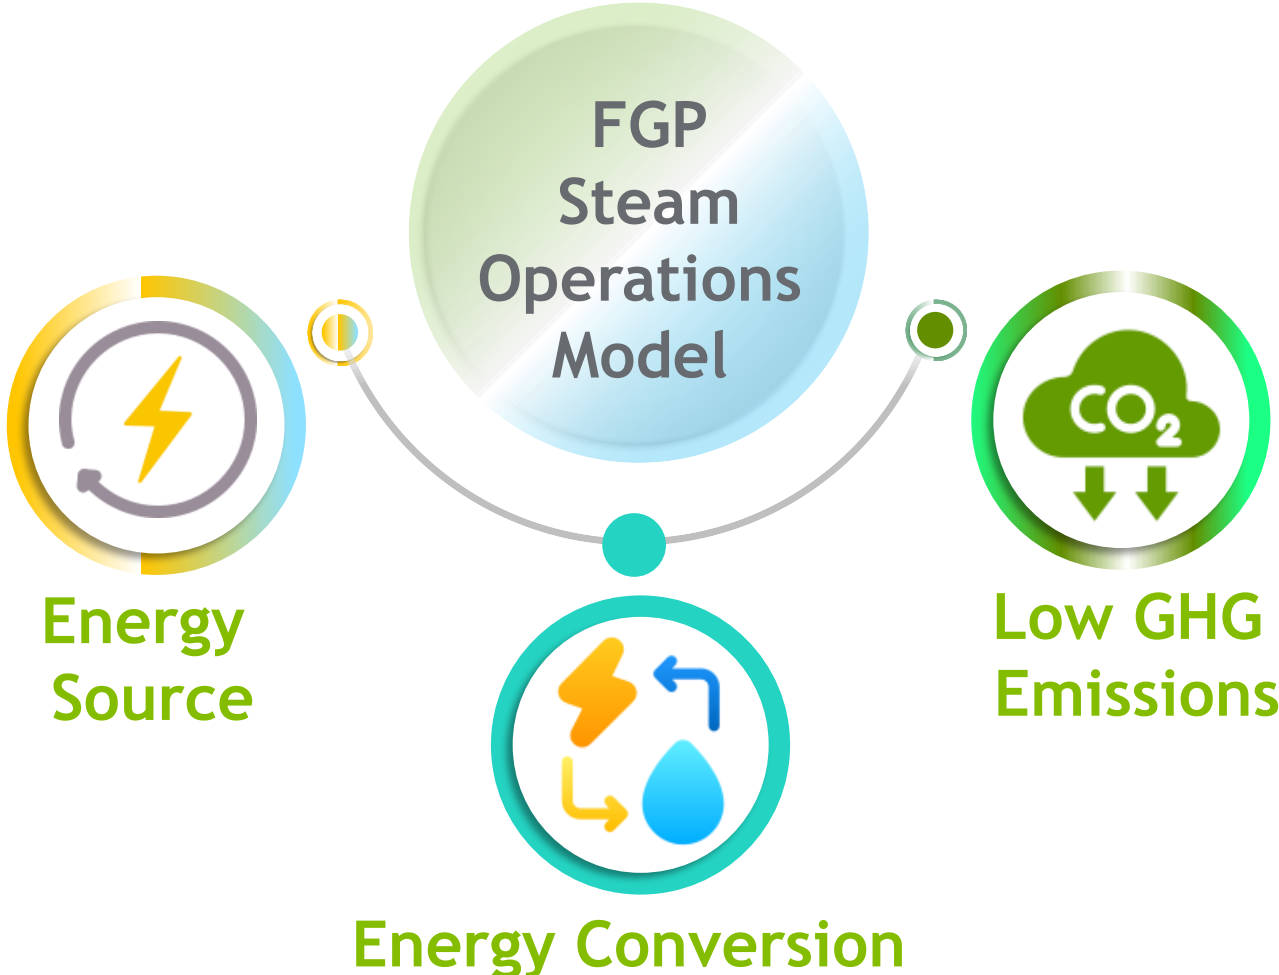 FGP
Steam
Operations
Model
Energy
Source
CO₂
Low GHG
Emissions
Energy Conversion